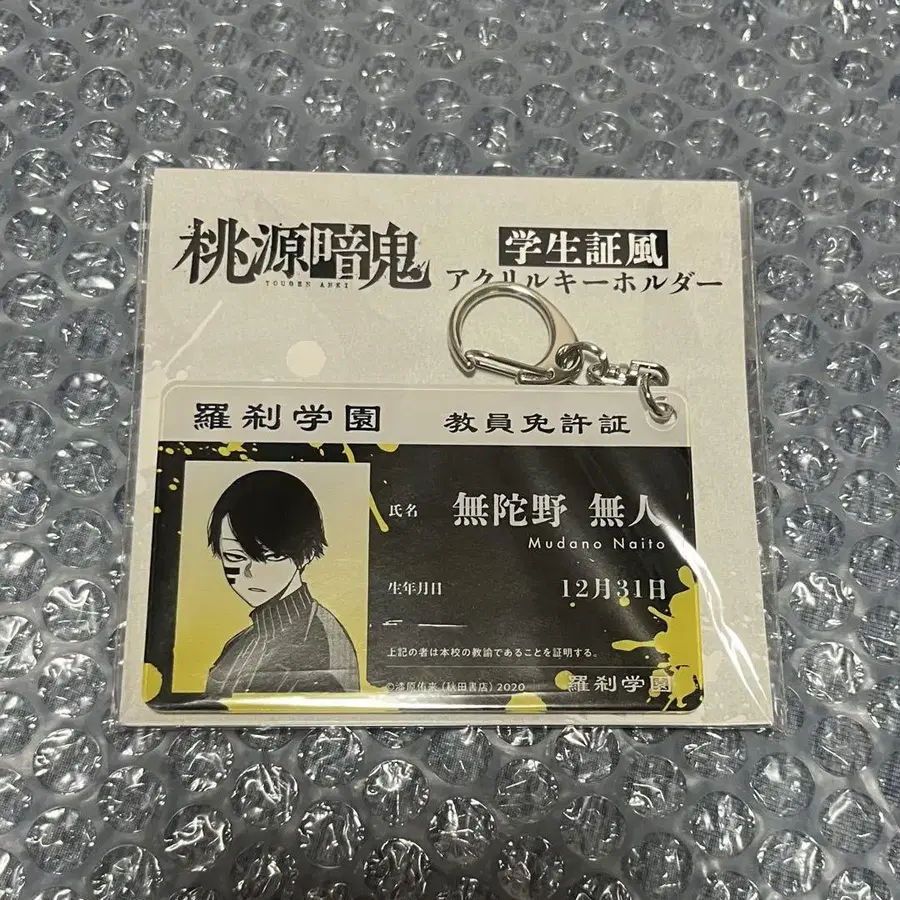 桃源暗鬼
TOUGEN ANKI
学生証風
アクリルキーホルダー
羅刹学園 教員免許証
氏名 無陀野 無人
Mudano Naito
生年月日 12月31日
上記の者は本校の教諭であることを証明する。
©漆原侑来(秋田書店)2020 羅刹学園